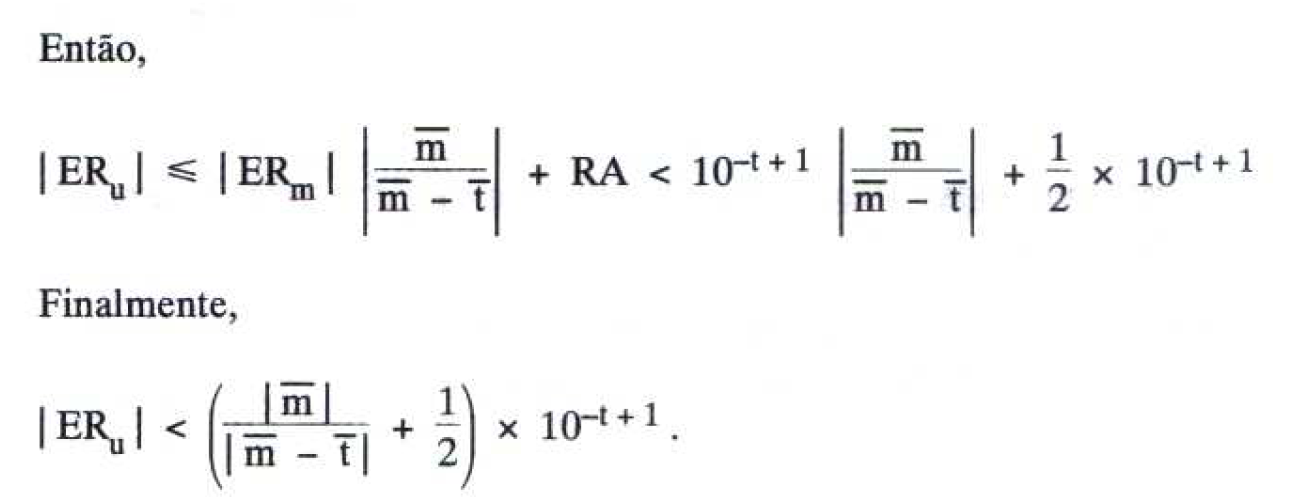 Então,
|ER_u| ⩽ |ER_m| |m̅ / (m̅ − t̅)| + RA < 10^{−t + 1} |m̅ / (m̅ − t̅)| + 1/2 × 10^{−t + 1}
Finalmente,
|ER_u| < (|m̅| / |m̅ − t̅| + 1/2) × 10^{−t + 1} .